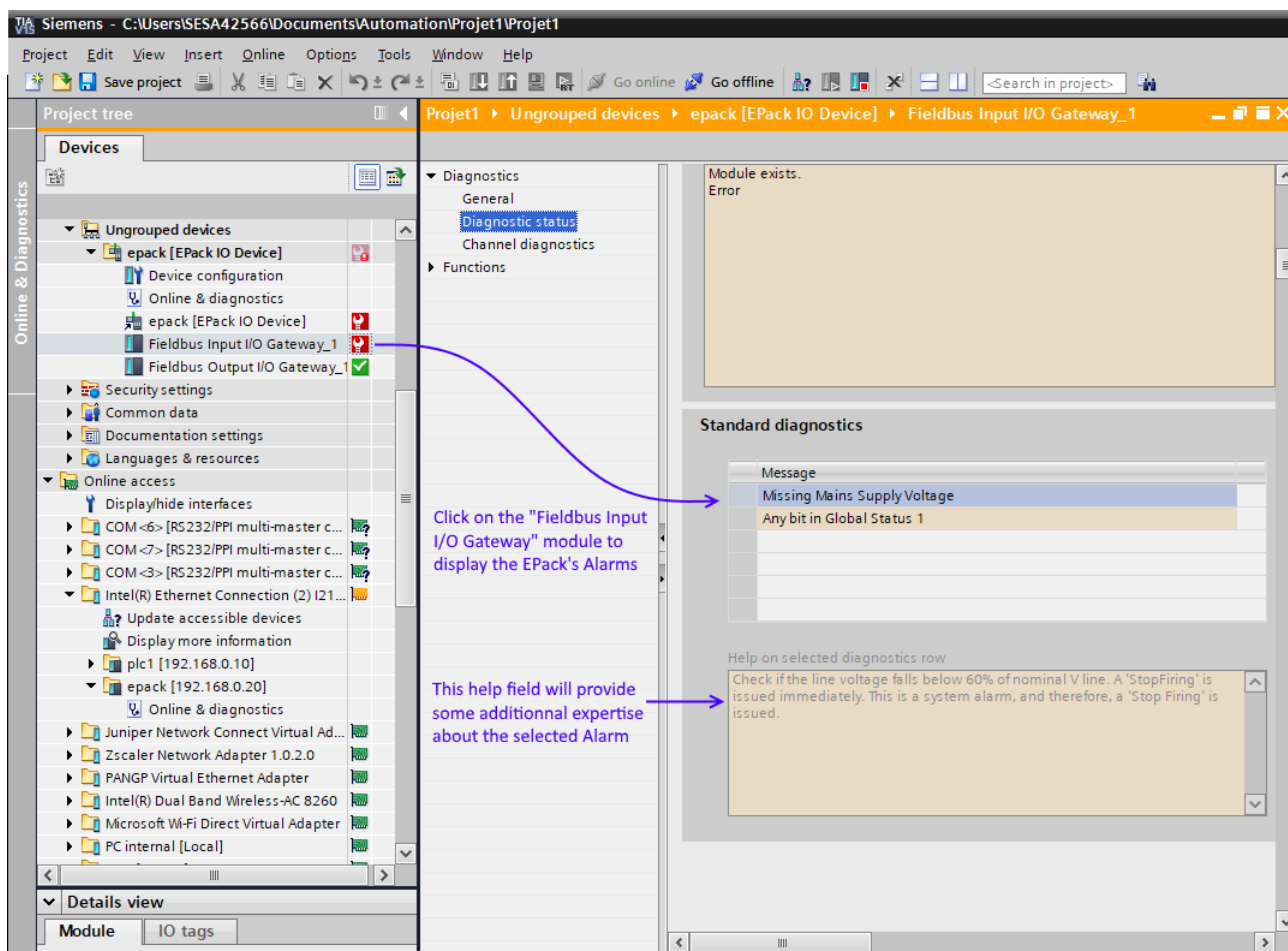 TIA
V15
Siemens - C:\Users\SESA42566\Documents\Automation\Projet1\Projet1
Project Edit View Insert Online Options Tools Window Help
Save project Go online Go offline <Search in project>
Project tree
Projet1 Ungrouped devices epack [EPack IO Device] Fieldbus Input I/O Gateway_1
Devices
Online & Diagnostics
Ungrouped devices
epack [EPack IO Device]
Device configuration
Online & diagnostics
epack [EPack IO Device]
Fieldbus Input I/O Gateway_1
Fieldbus Output I/O Gateway_1
Security settings
Common data
Documentation settings
Languages & resources
Online access
Display/hide interfaces
COM <6> [RS232/PPI multi-master c...
COM <7> [RS232/PPI multi-master c...
COM <3> [RS232/PPI multi-master c...
Intel(R) Ethernet Connection (2) I21...
Update accessible devices
Display more information
plc1 [192.168.0.10]
epack [192.168.0.20]
Online & diagnostics
Juniper Network Connect Virtual Ad...
Zscaler Network Adapter 1.0.2.0
PANGP Virtual Ethernet Adapter
Intel(R) Dual Band Wireless-AC 8260
Microsoft Wi-Fi Direct Virtual Adapter
PC internal [Local]
Details view
Module IO tags
Diagnostics
General
Diagnostic status
Channel diagnostics
Functions
Click on the "Fieldbus Input
I/O Gateway" module to
display the EPack's Alarms
This help field will provide
some additionnal expertise
about the selected Alarm
Module exists.
Error
Standard diagnostics
Message
Missing Mains Supply Voltage
Any bit in Global Status 1
Help on selected diagnostics row
Check if the line voltage falls below 60% of nominal V line. A 'StopFiring' is
issued immediately. This is a system alarm, and therefore, a 'Stop Firing' is
issued.